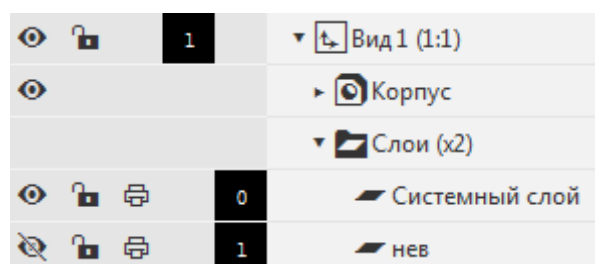 1 Вид 1 (1:1)
Корпус
Слои (x2)
0 Системный слой
1 нев